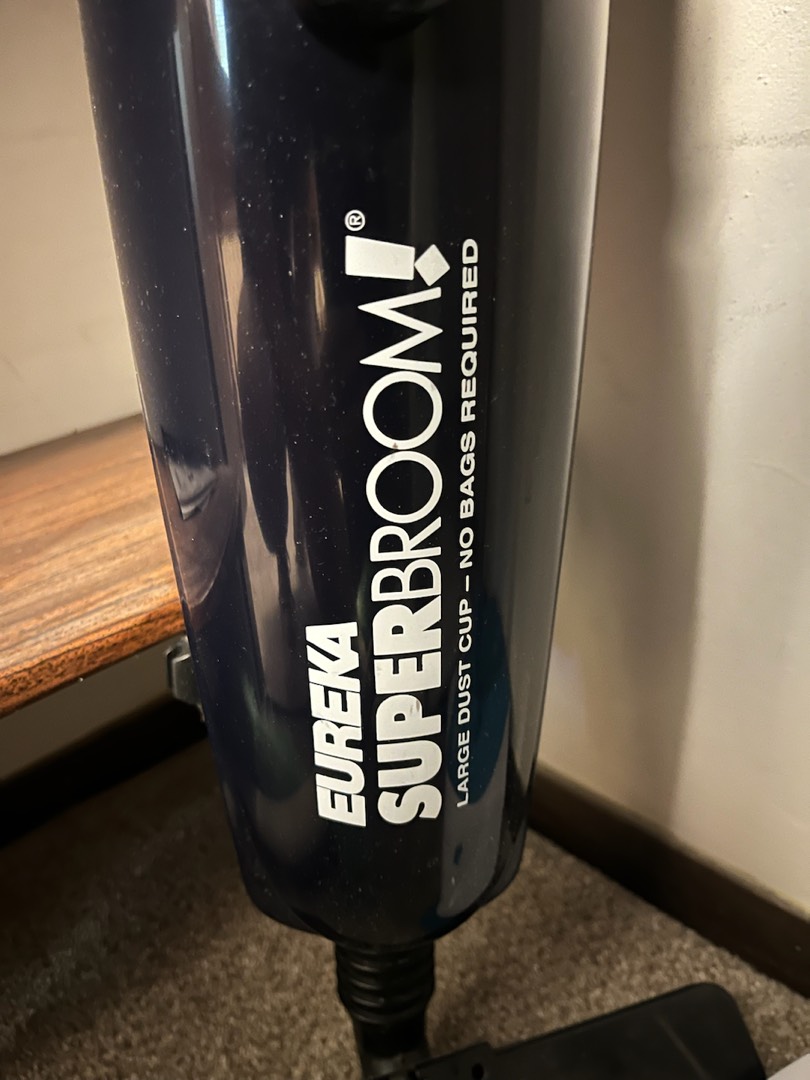 EUREKA
SUPERBROOM!®
LARGE DUST CUP – NO BAGS REQUIRED